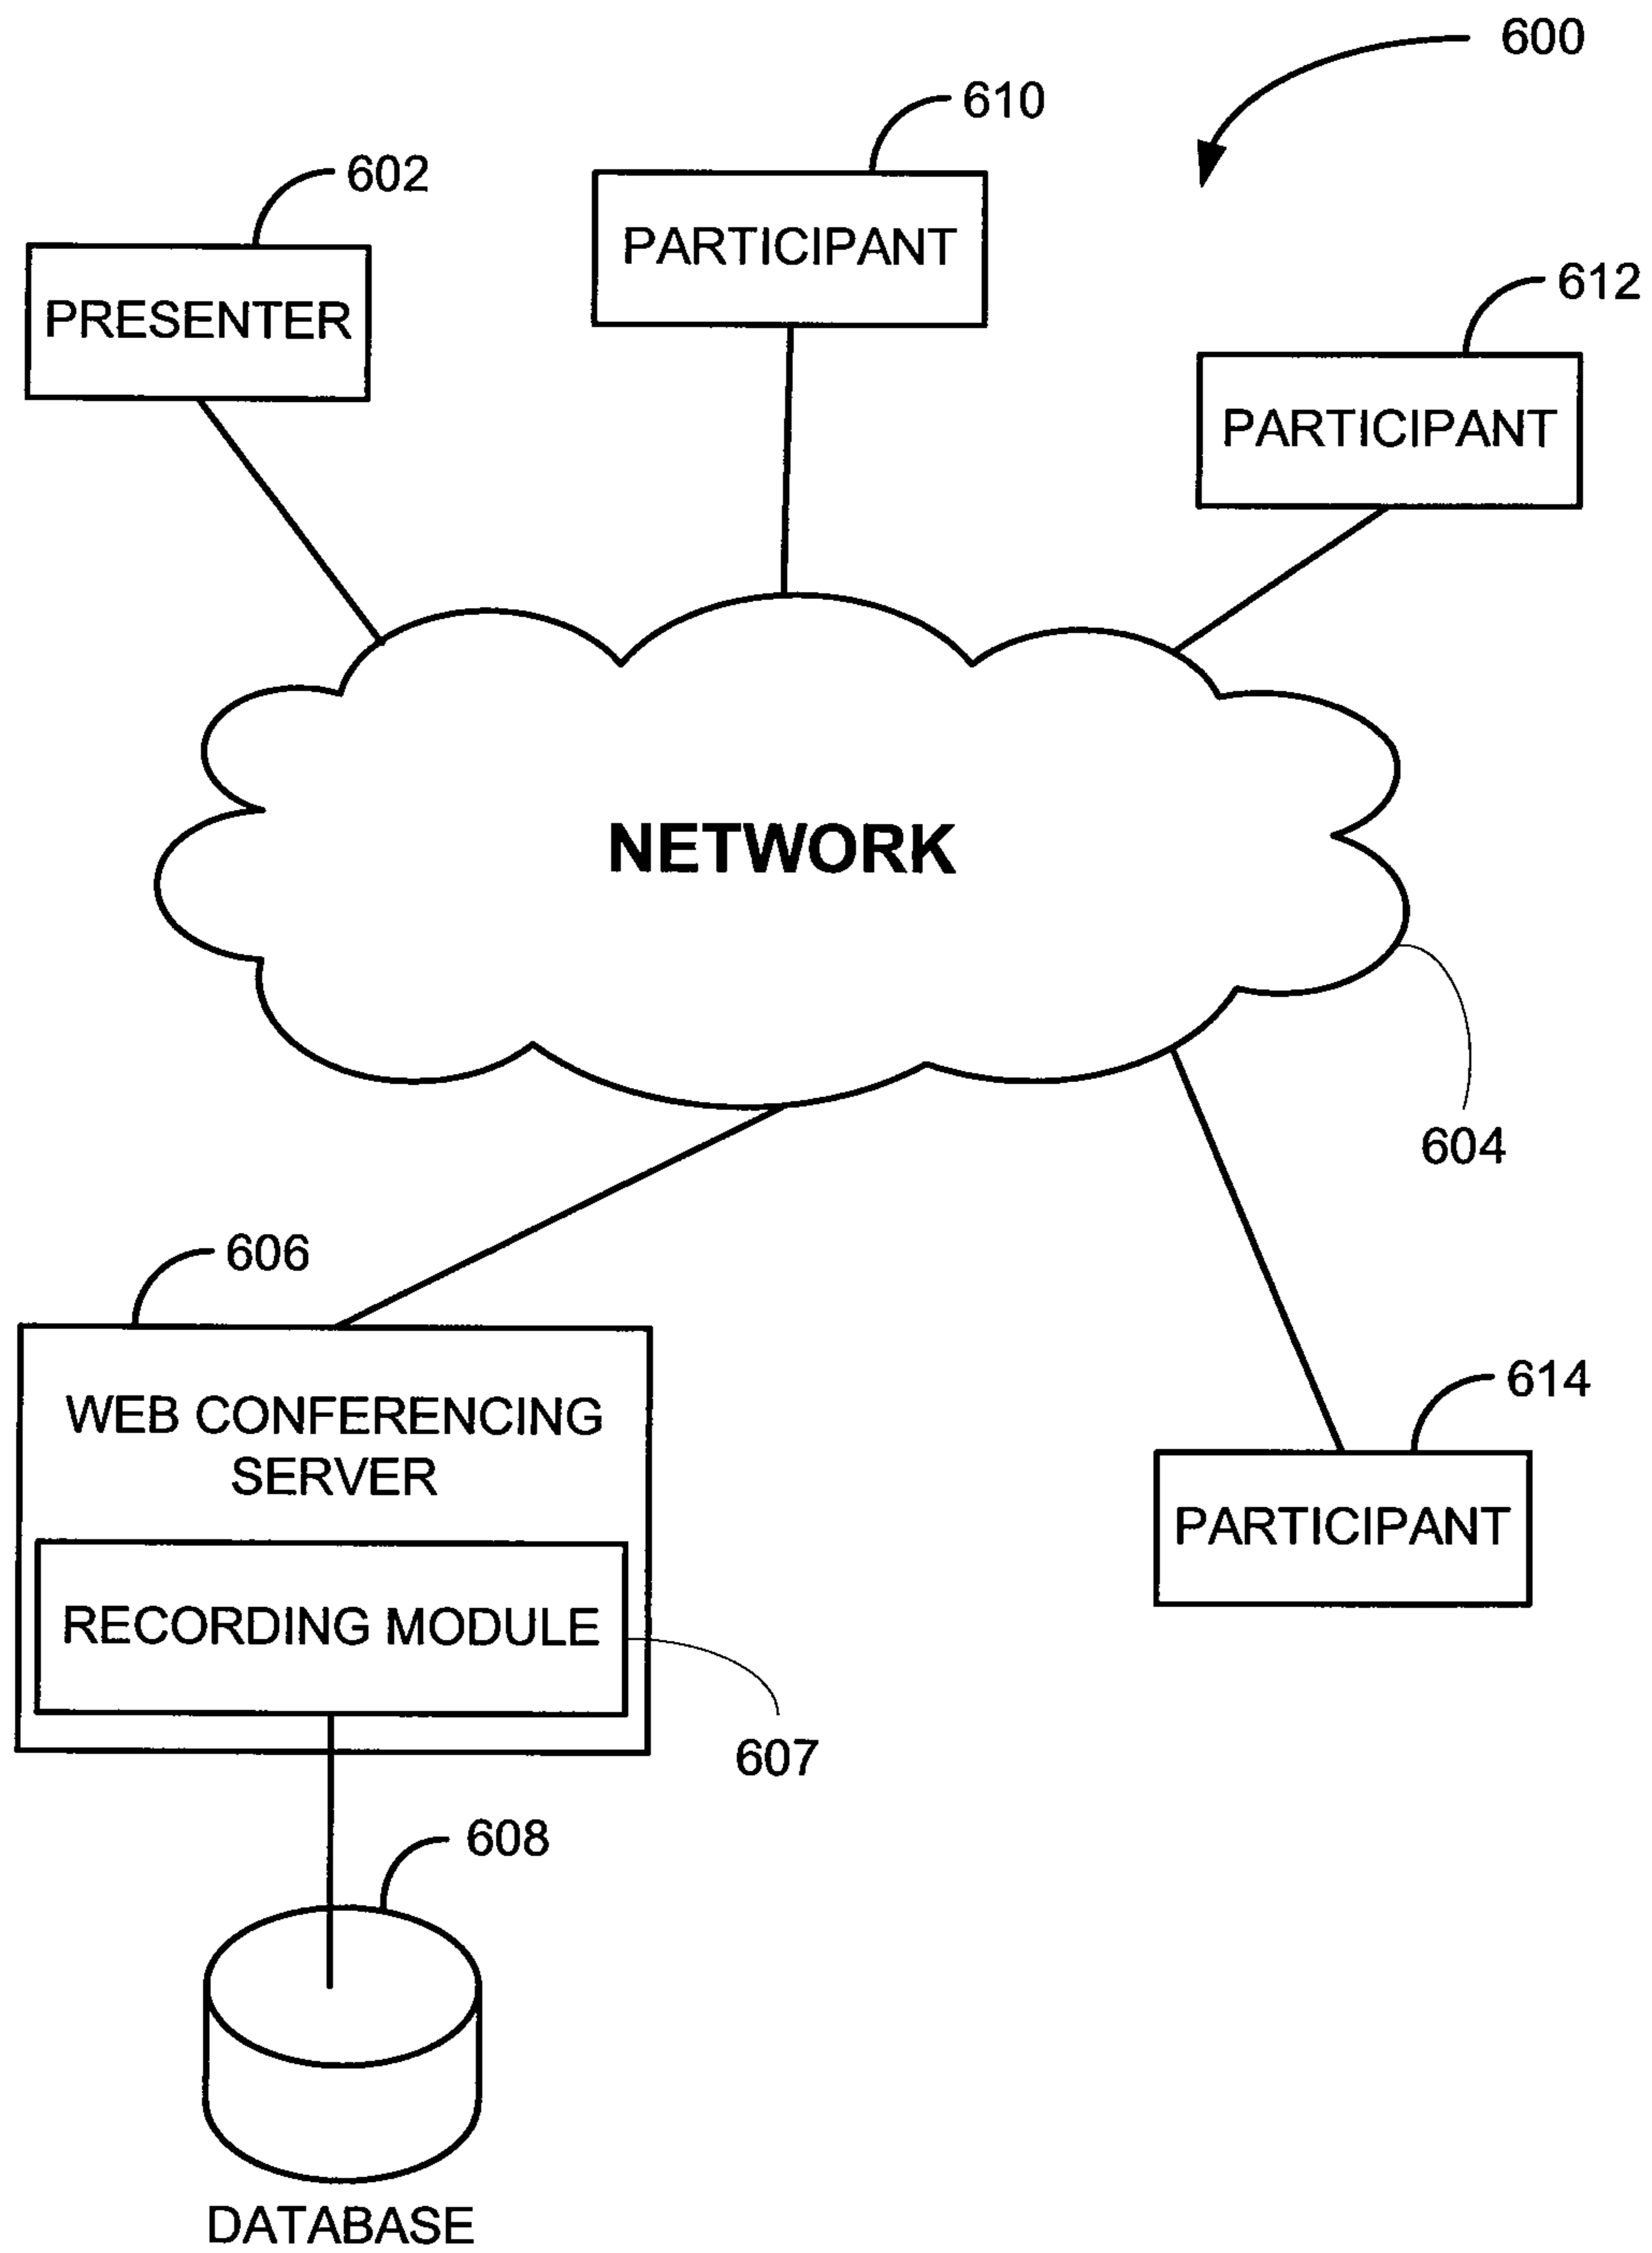 600
610
602
PARTICIPANT
612
PRESENTER
PARTICIPANT
NETWORK
604
606
614
WEB CONFERENCING
SERVER
PARTICIPANT
RECORDING MODULE
607
608
DATABASE